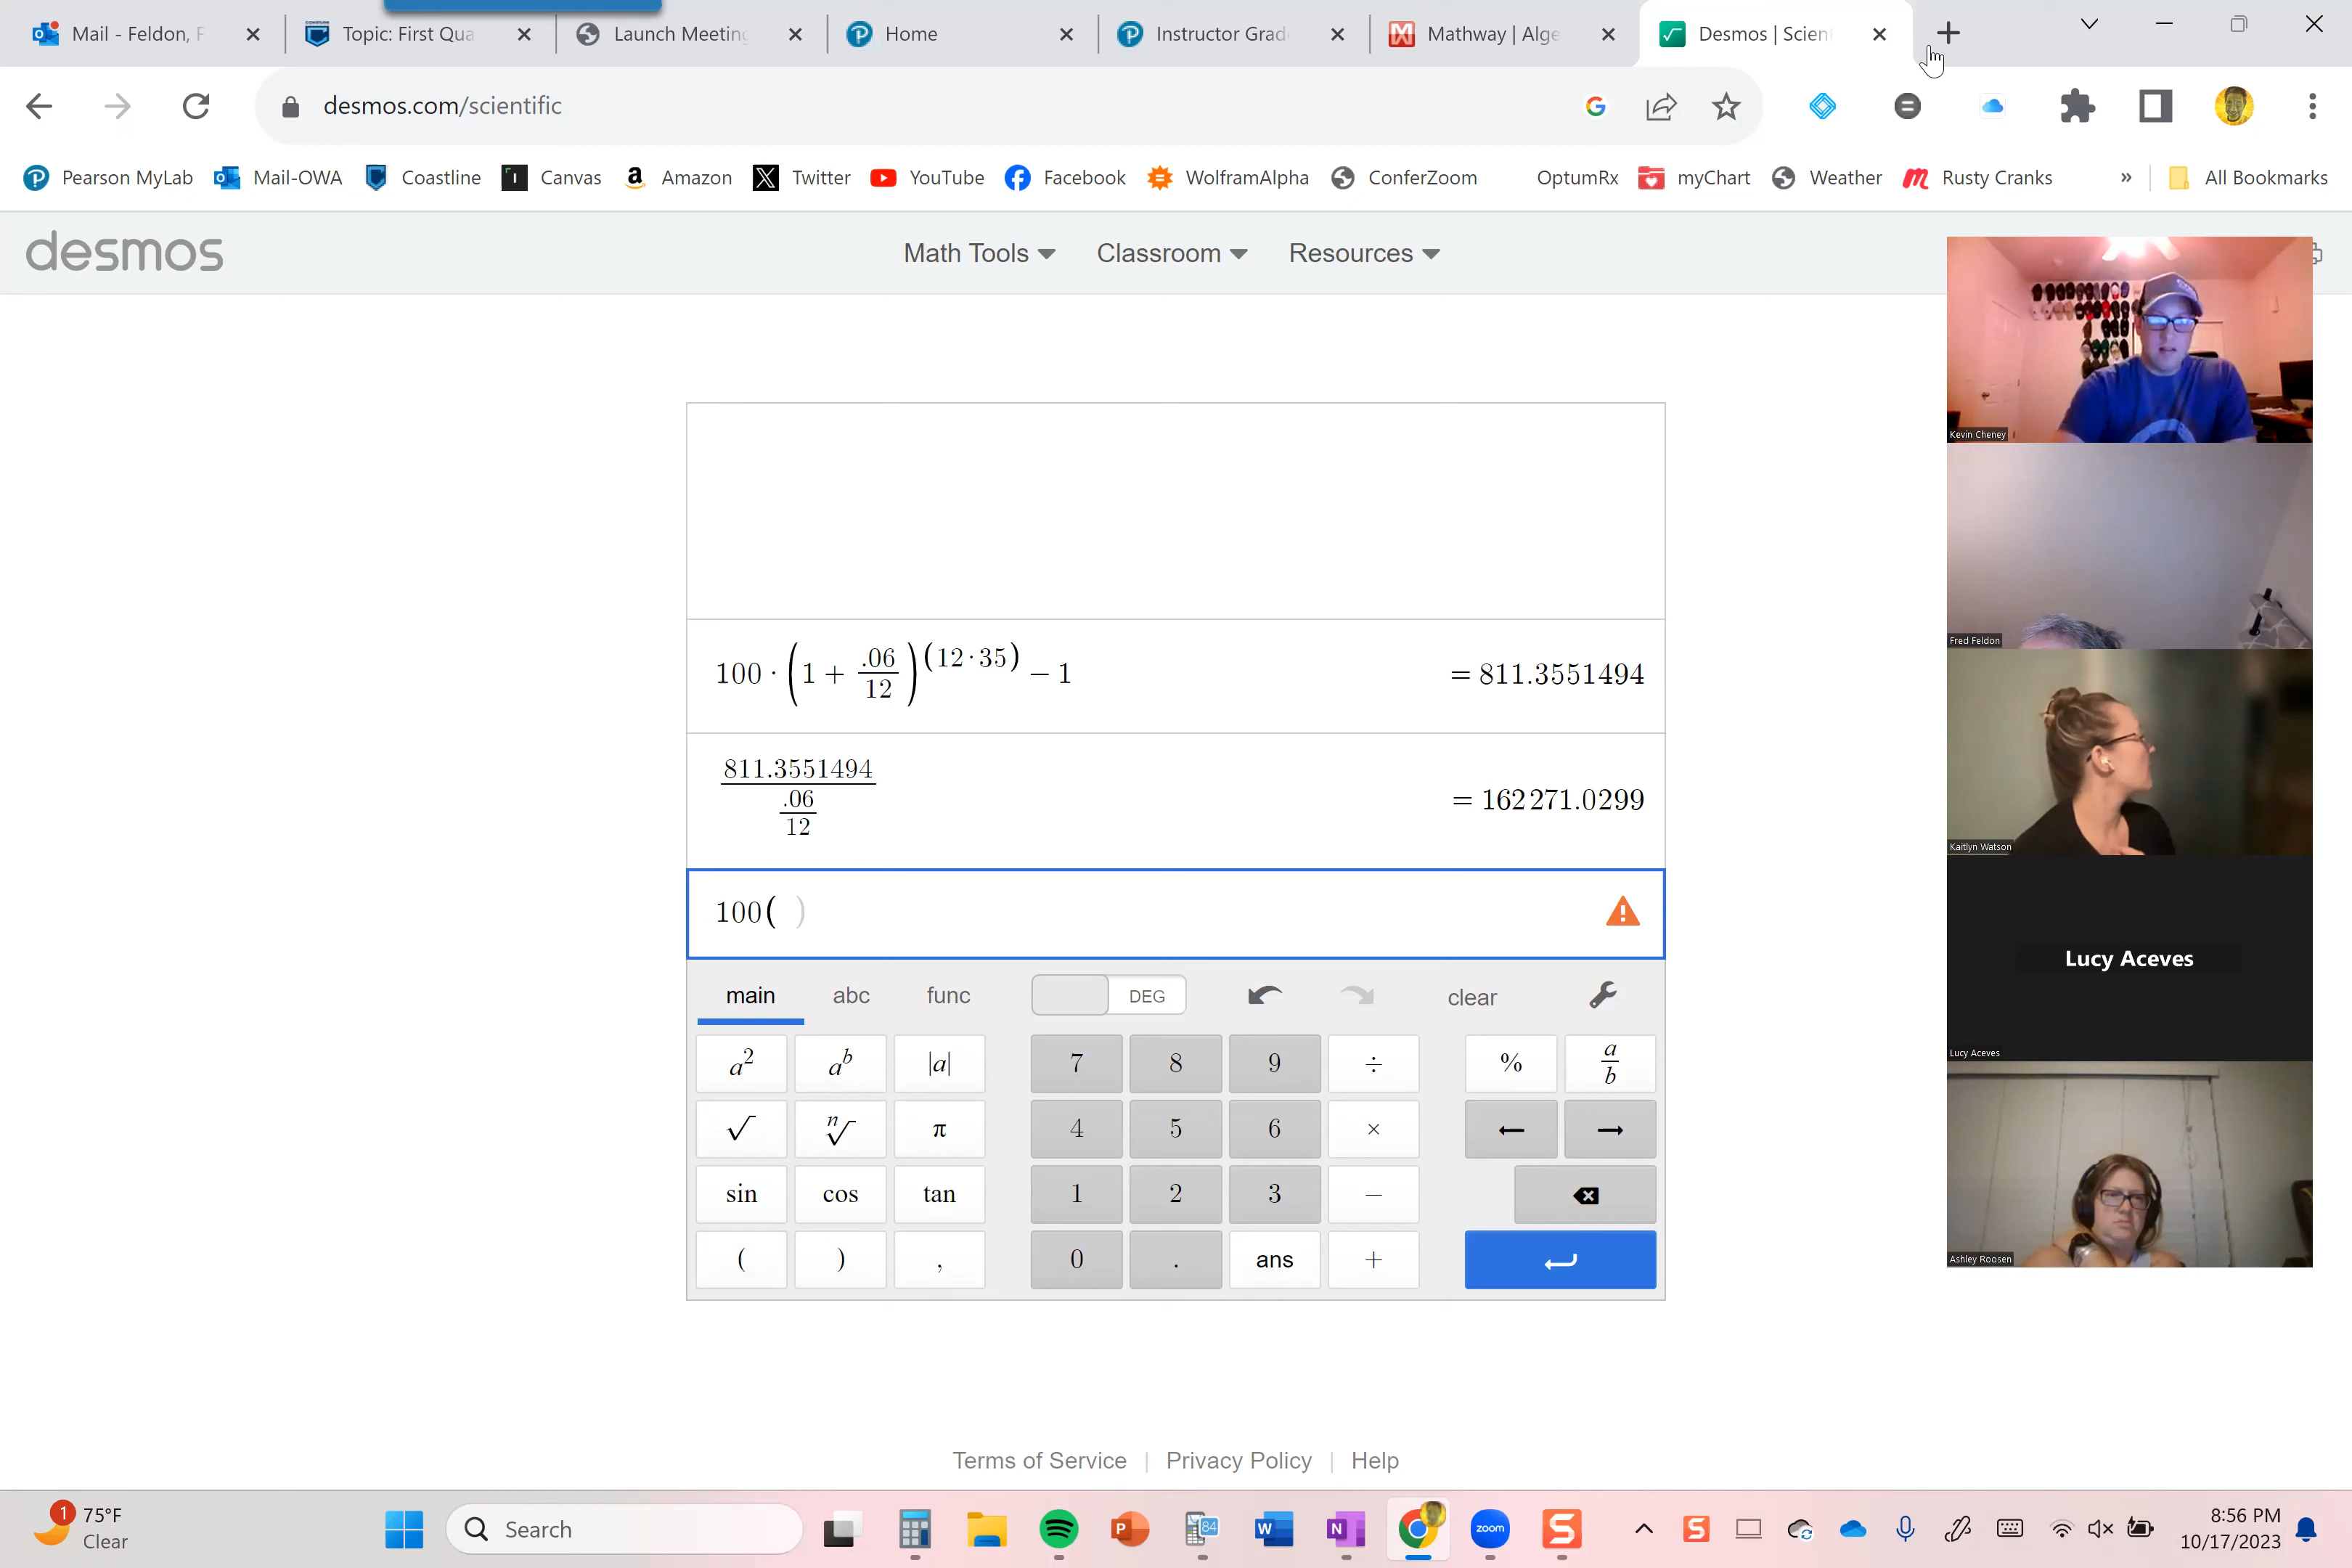 Mail - Feldon, F
Topic: First Qua
Launch Meeting
Home
Instructor Grad
Mathway | Alge
Desmos | Scien
desmos.com/scientific
Pearson MyLab
Mail-OWA
Coastline
Canvas
Amazon
Twitter
YouTube
Facebook
WolframAlpha
ConferZoom
OptumRx
myChart
Weather
Rusty Cranks
»
All Bookmarks
desmos
Math Tools
Classroom
Resources
100 · (1 + .06/12)^(12·35) − 1 = 811.3551494
811.3551494/(.06/12) = 162271.0299
100( )
main abc func DEG clear
a² aᵇ |a| 7 8 9 ÷ % a/b
√ ⁿ√ π 4 5 6 × ← →
sin cos tan 1 2 3 −
( ) , 0 . ans +
Kevin Cheney
Fred Feldon
Kaitlyn Watson
Lucy Aceves
Lucy Aceves
Ashley Roosen
Terms of Service | Privacy Policy | Help
1
75°F
Clear
Search
84
zoom
8:56 PM
10/17/2023